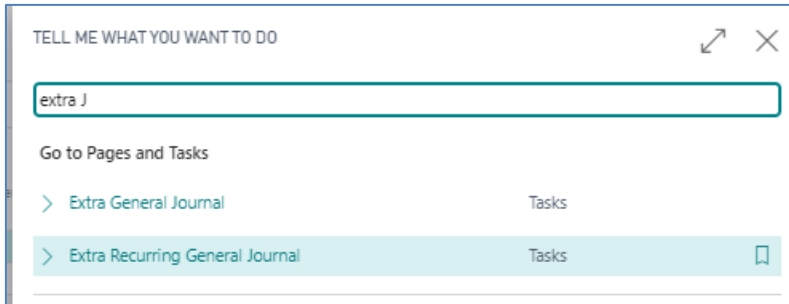 TELL ME WHAT YOU WANT TO DO
extra J
Go to Pages and Tasks
Extra General Journal Tasks
Extra Recurring General Journal Tasks